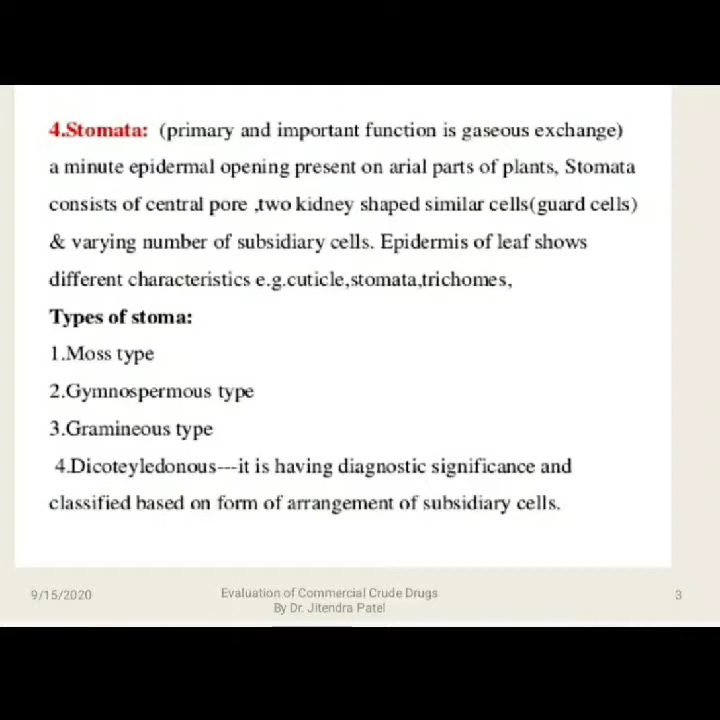 4.Stomata: (primary and important function is gaseous exchange)
a minute epidermal opening present on arial parts of plants, Stomata
consists of central pore ,two kidney shaped similar cells(guard cells)
& varying number of subsidiary cells. Epidermis of leaf shows
different characteristics e.g.cuticle,stomata,trichomes,
Types of stoma:
1.Moss type
2.Gymnospermous type
3.Gramineous type
4.Dicoteyledonous---it is having diagnostic significance and
classified based on form of arrangement of subsidiary cells.
9/15/2020
Evaluation of Commercial Crude Drugs
By Dr. Jitendra Patel
3